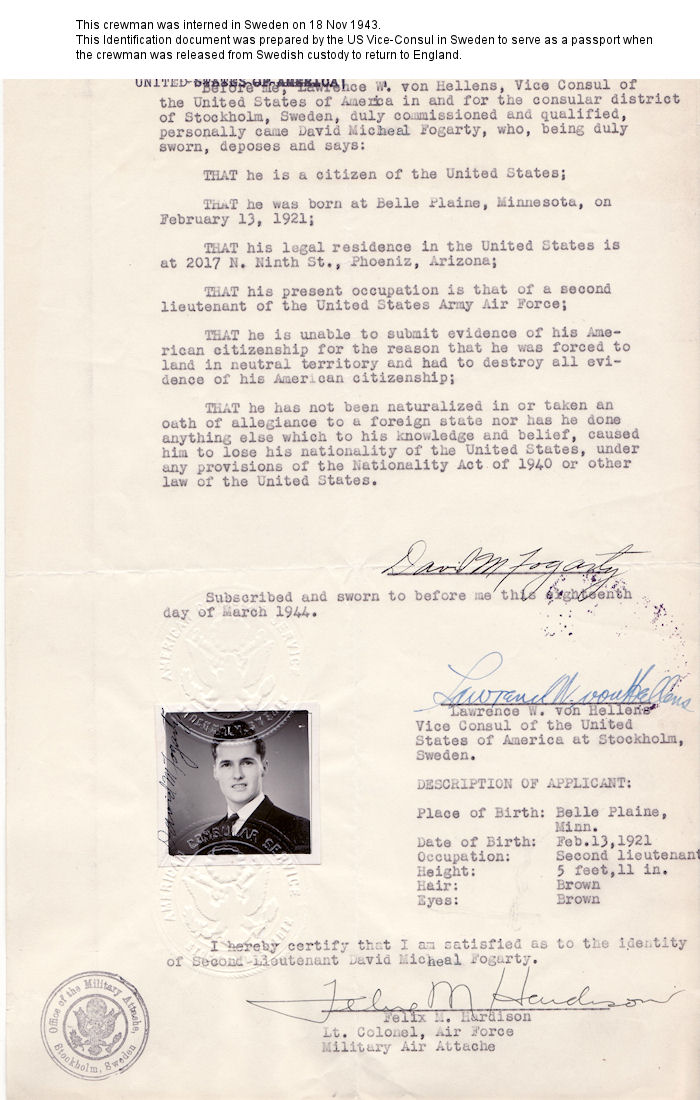 This crewman was interned in Sweden on 18 Nov 1943.
This Identification document was prepared by the US Vice-Consul in Sweden to serve as a passport when
the crewman was released from Swedish custody to return to England.
UNITED STATES OF AMERICA
Before me, Lawrence W. von Hellens, Vice Consul of
the United States of America in and for the consular district
of Stockholm, Sweden, duly commissioned and qualified,
personally came David Micheal Fogarty, who, being duly
sworn, deposes and says:
THAT he is a citizen of the United States;
THAT he was born at Belle Plaine, Minnesota, on
February 13, 1921;
THAT his legal residence in the United States is
at 2017 N. Ninth St., Phoeniz, Arizona;
THAT his present occupation is that of a second
lieutenant of the United States Army Air Force;
THAT he is unable to submit evidence of his Ame-
rican citizenship for the reason that he was forced to
land in neutral territory and had to destroy all evi-
dence of his American citizenship;
THAT he has not been naturalized in or taken an
oath of allegiance to a foreign state nor has he done
anything else which to his knowledge and belief, caused
him to lose his nationality of the United States, under
any provisions of the Nationality Act of 1940 or other
law of the United States.
David M Fogarty
Subscribed and sworn to before me this eighteenth
day of March 1944.
AMERICAN SERVICE
Lawrence W. von Hellens
Lawrence W. von Hellens
Vice Consul of the United
States of America at Stockholm,
Sweden.
DESCRIPTION OF APPLICANT:
Place of Birth: Belle Plaine,
Minn.
Date of Birth: Feb.13,1921
Occupation: Second lieutenant
Height: 5 feet,11 in.
Hair: Brown
Eyes: Brown
AMERICAN CONSULAR SERVICE
I hereby certify that I am satisfied as to the identity
of Second Lieutenant David Micheal Fogarty.
Felix M Hardison
Felix M. Hardison
Lt. Colonel, Air Force
Military Air Attache
Office of the Military Attache,
Stockholm, Sweden